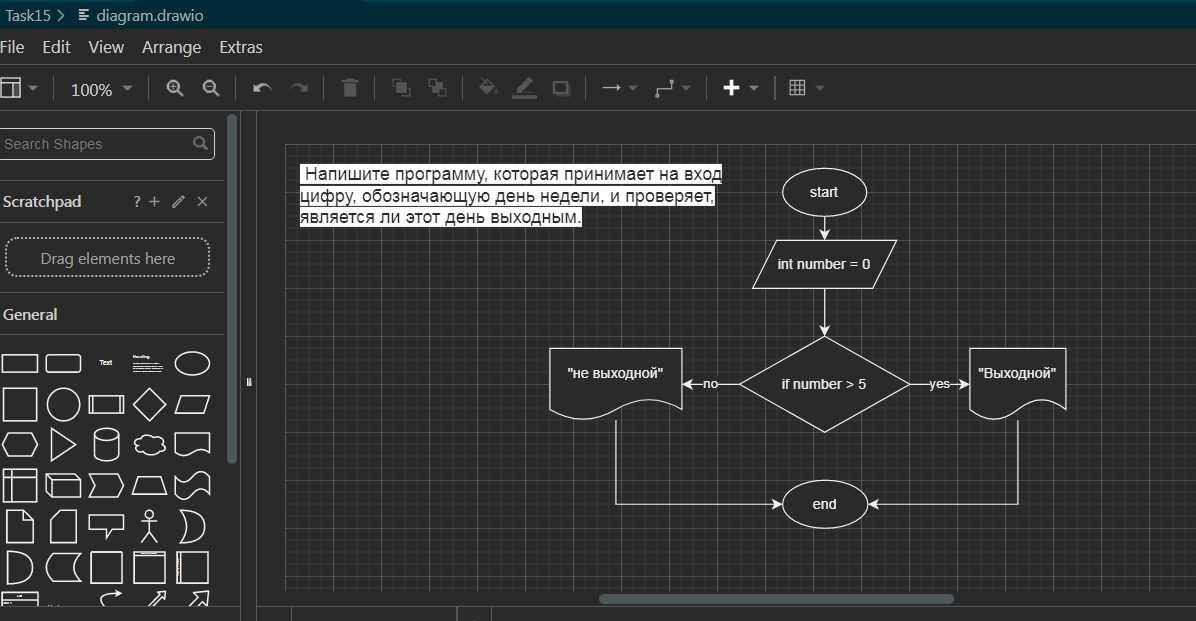 Task15 > diagram.drawio
File Edit View Arrange Extras
100%
Search Shapes
Scratchpad
?
Drag elements here
General
Text
Heading
Напишите программу, которая принимает на вход
цифру, обозначающую день недели, и проверяет,
является ли этот день выходным.
start
int number = 0
"не выходной"
no
if number > 5
yes
"Выходной"
end